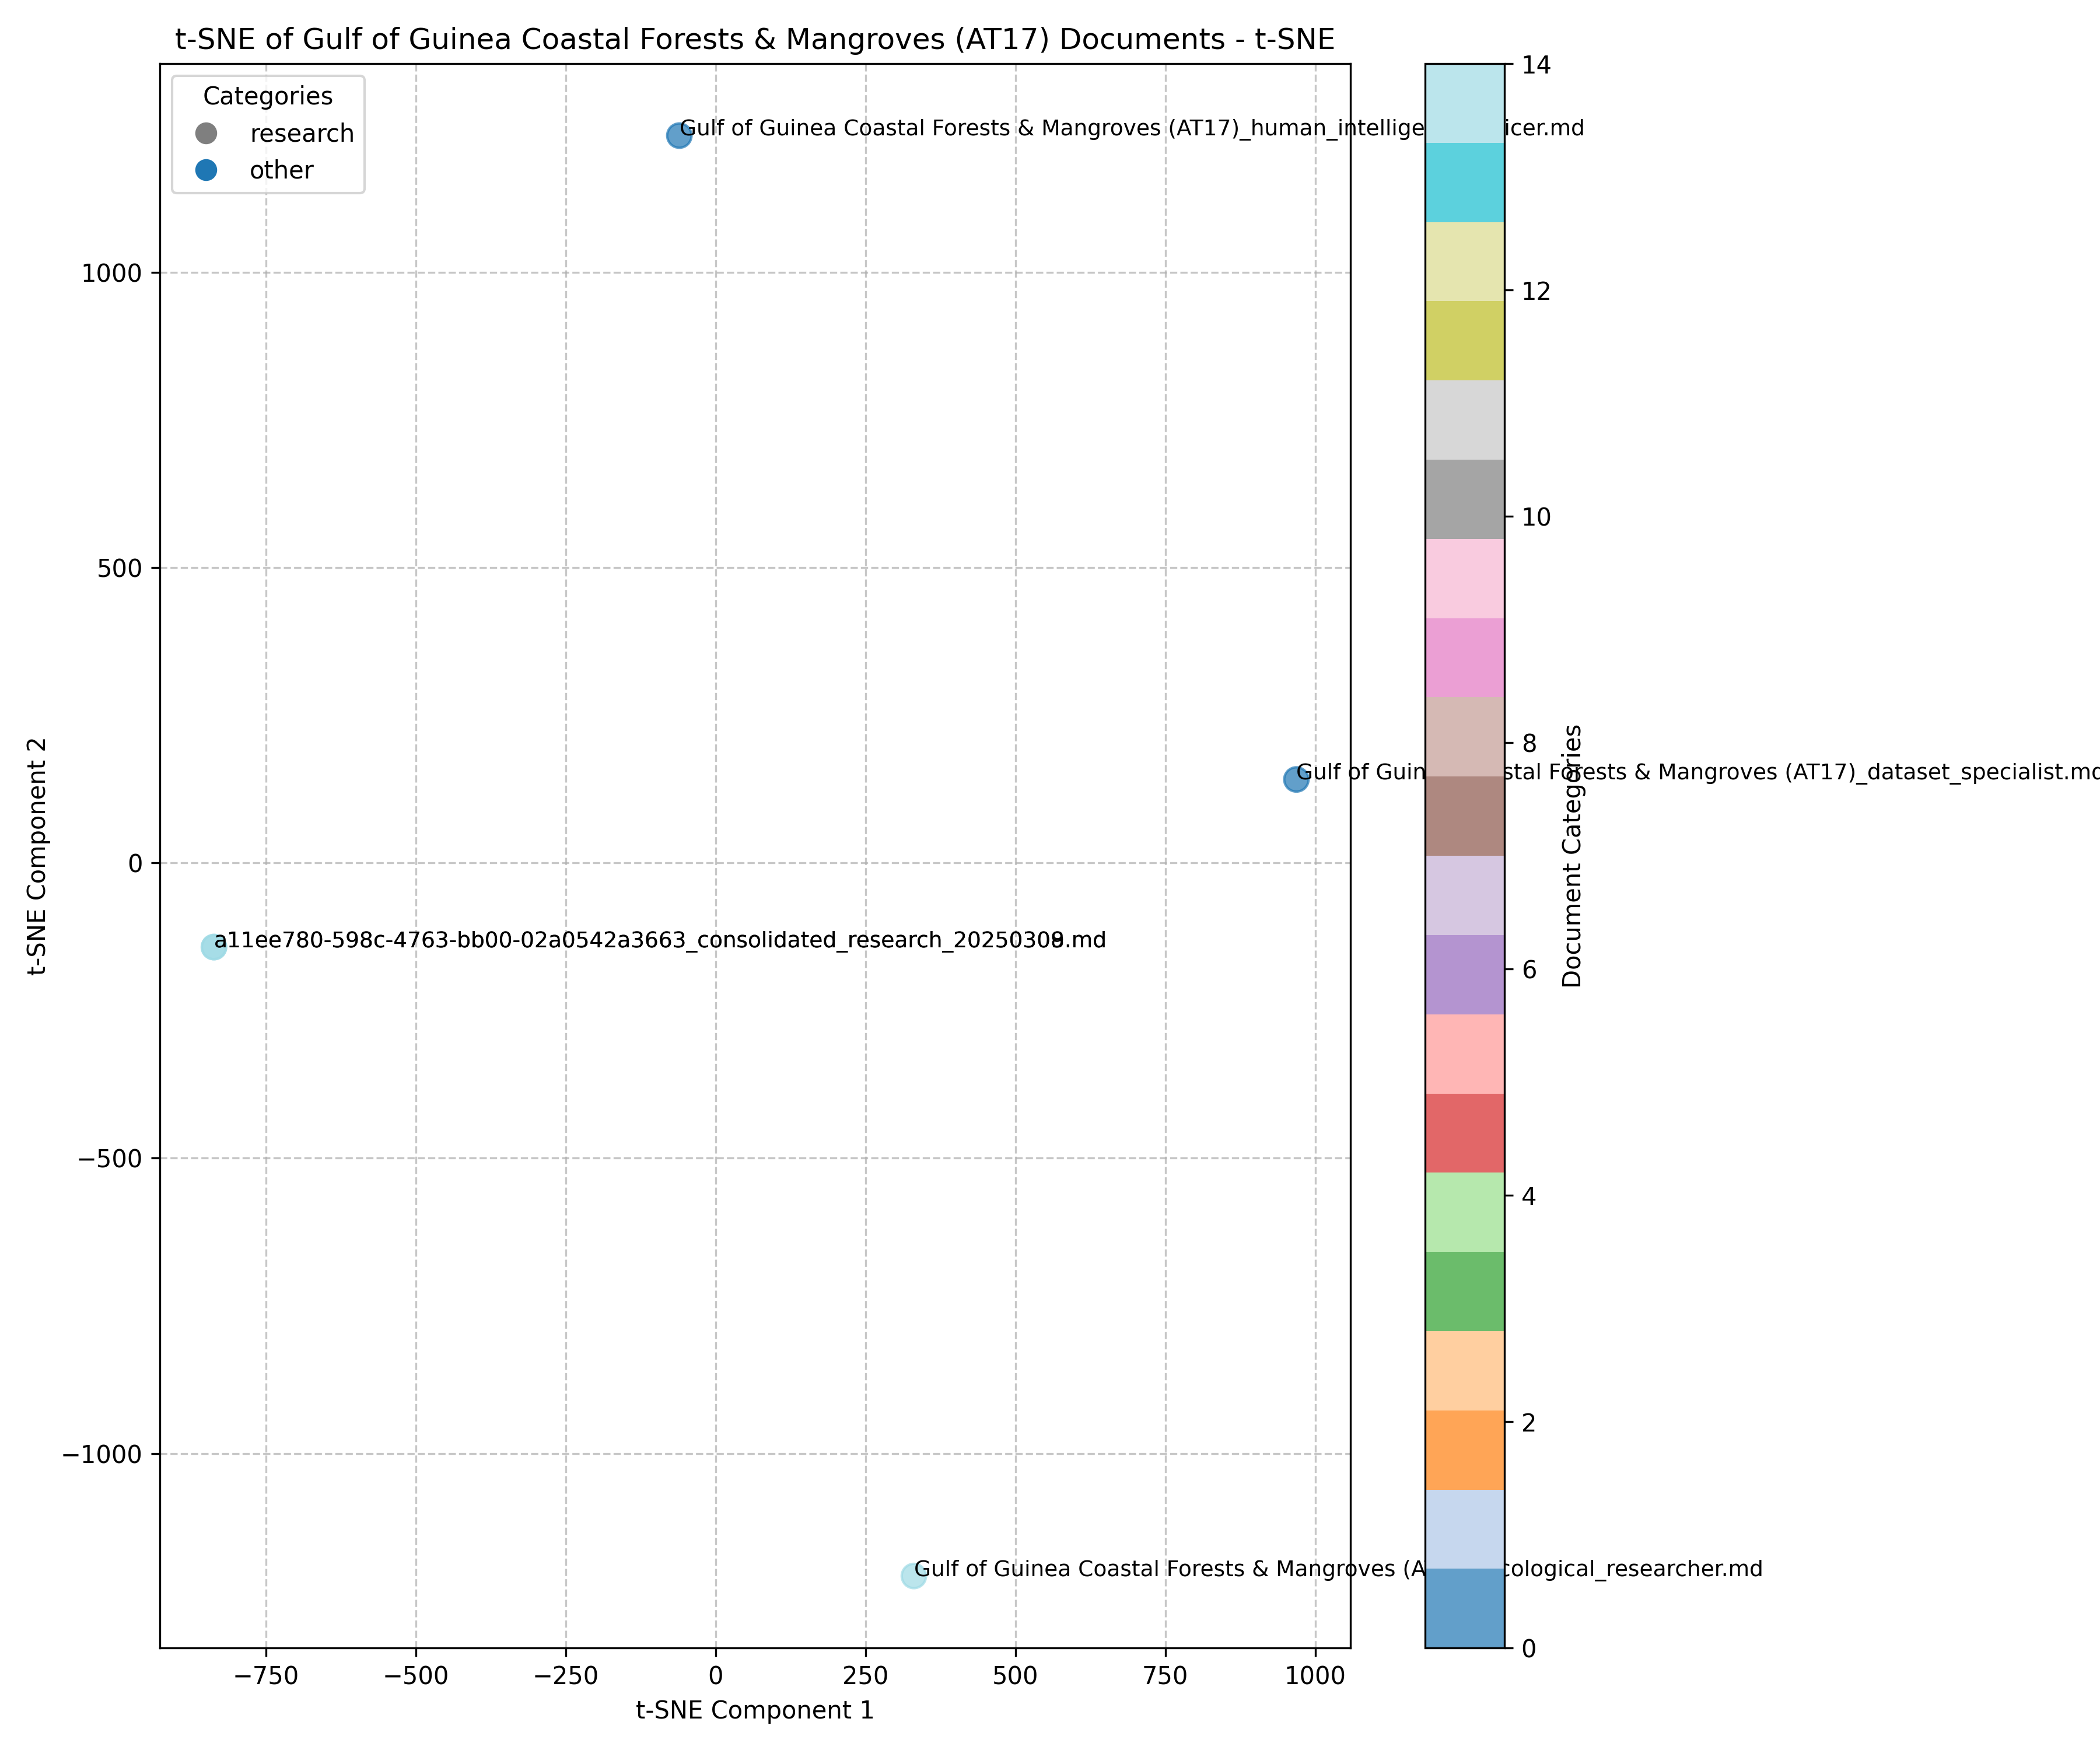 t-SNE of Gulf of Guinea Coastal Forests & Mangroves (AT17) Documents - t-SNE
Categories
research
other
Gulf of Guinea Coastal Forests & Mangroves (AT17)_human_intellige icer.md
Gulf of Guin stal Forests & Mangroves (AT17)_dataset_specialist.md
a11ee780-598c-4763-bb00-02a0542a3663_consolidated_research_2025030 .md
Gulf of Guinea Coastal Forests & Mangroves (A cological_researcher.md
1000
500
0
−500
−1000
t-SNE Component 2
−750
−500
−250
0
250
500
750
1000
t-SNE Component 1
14
12
10
8
6
4
2
0
Document Categories